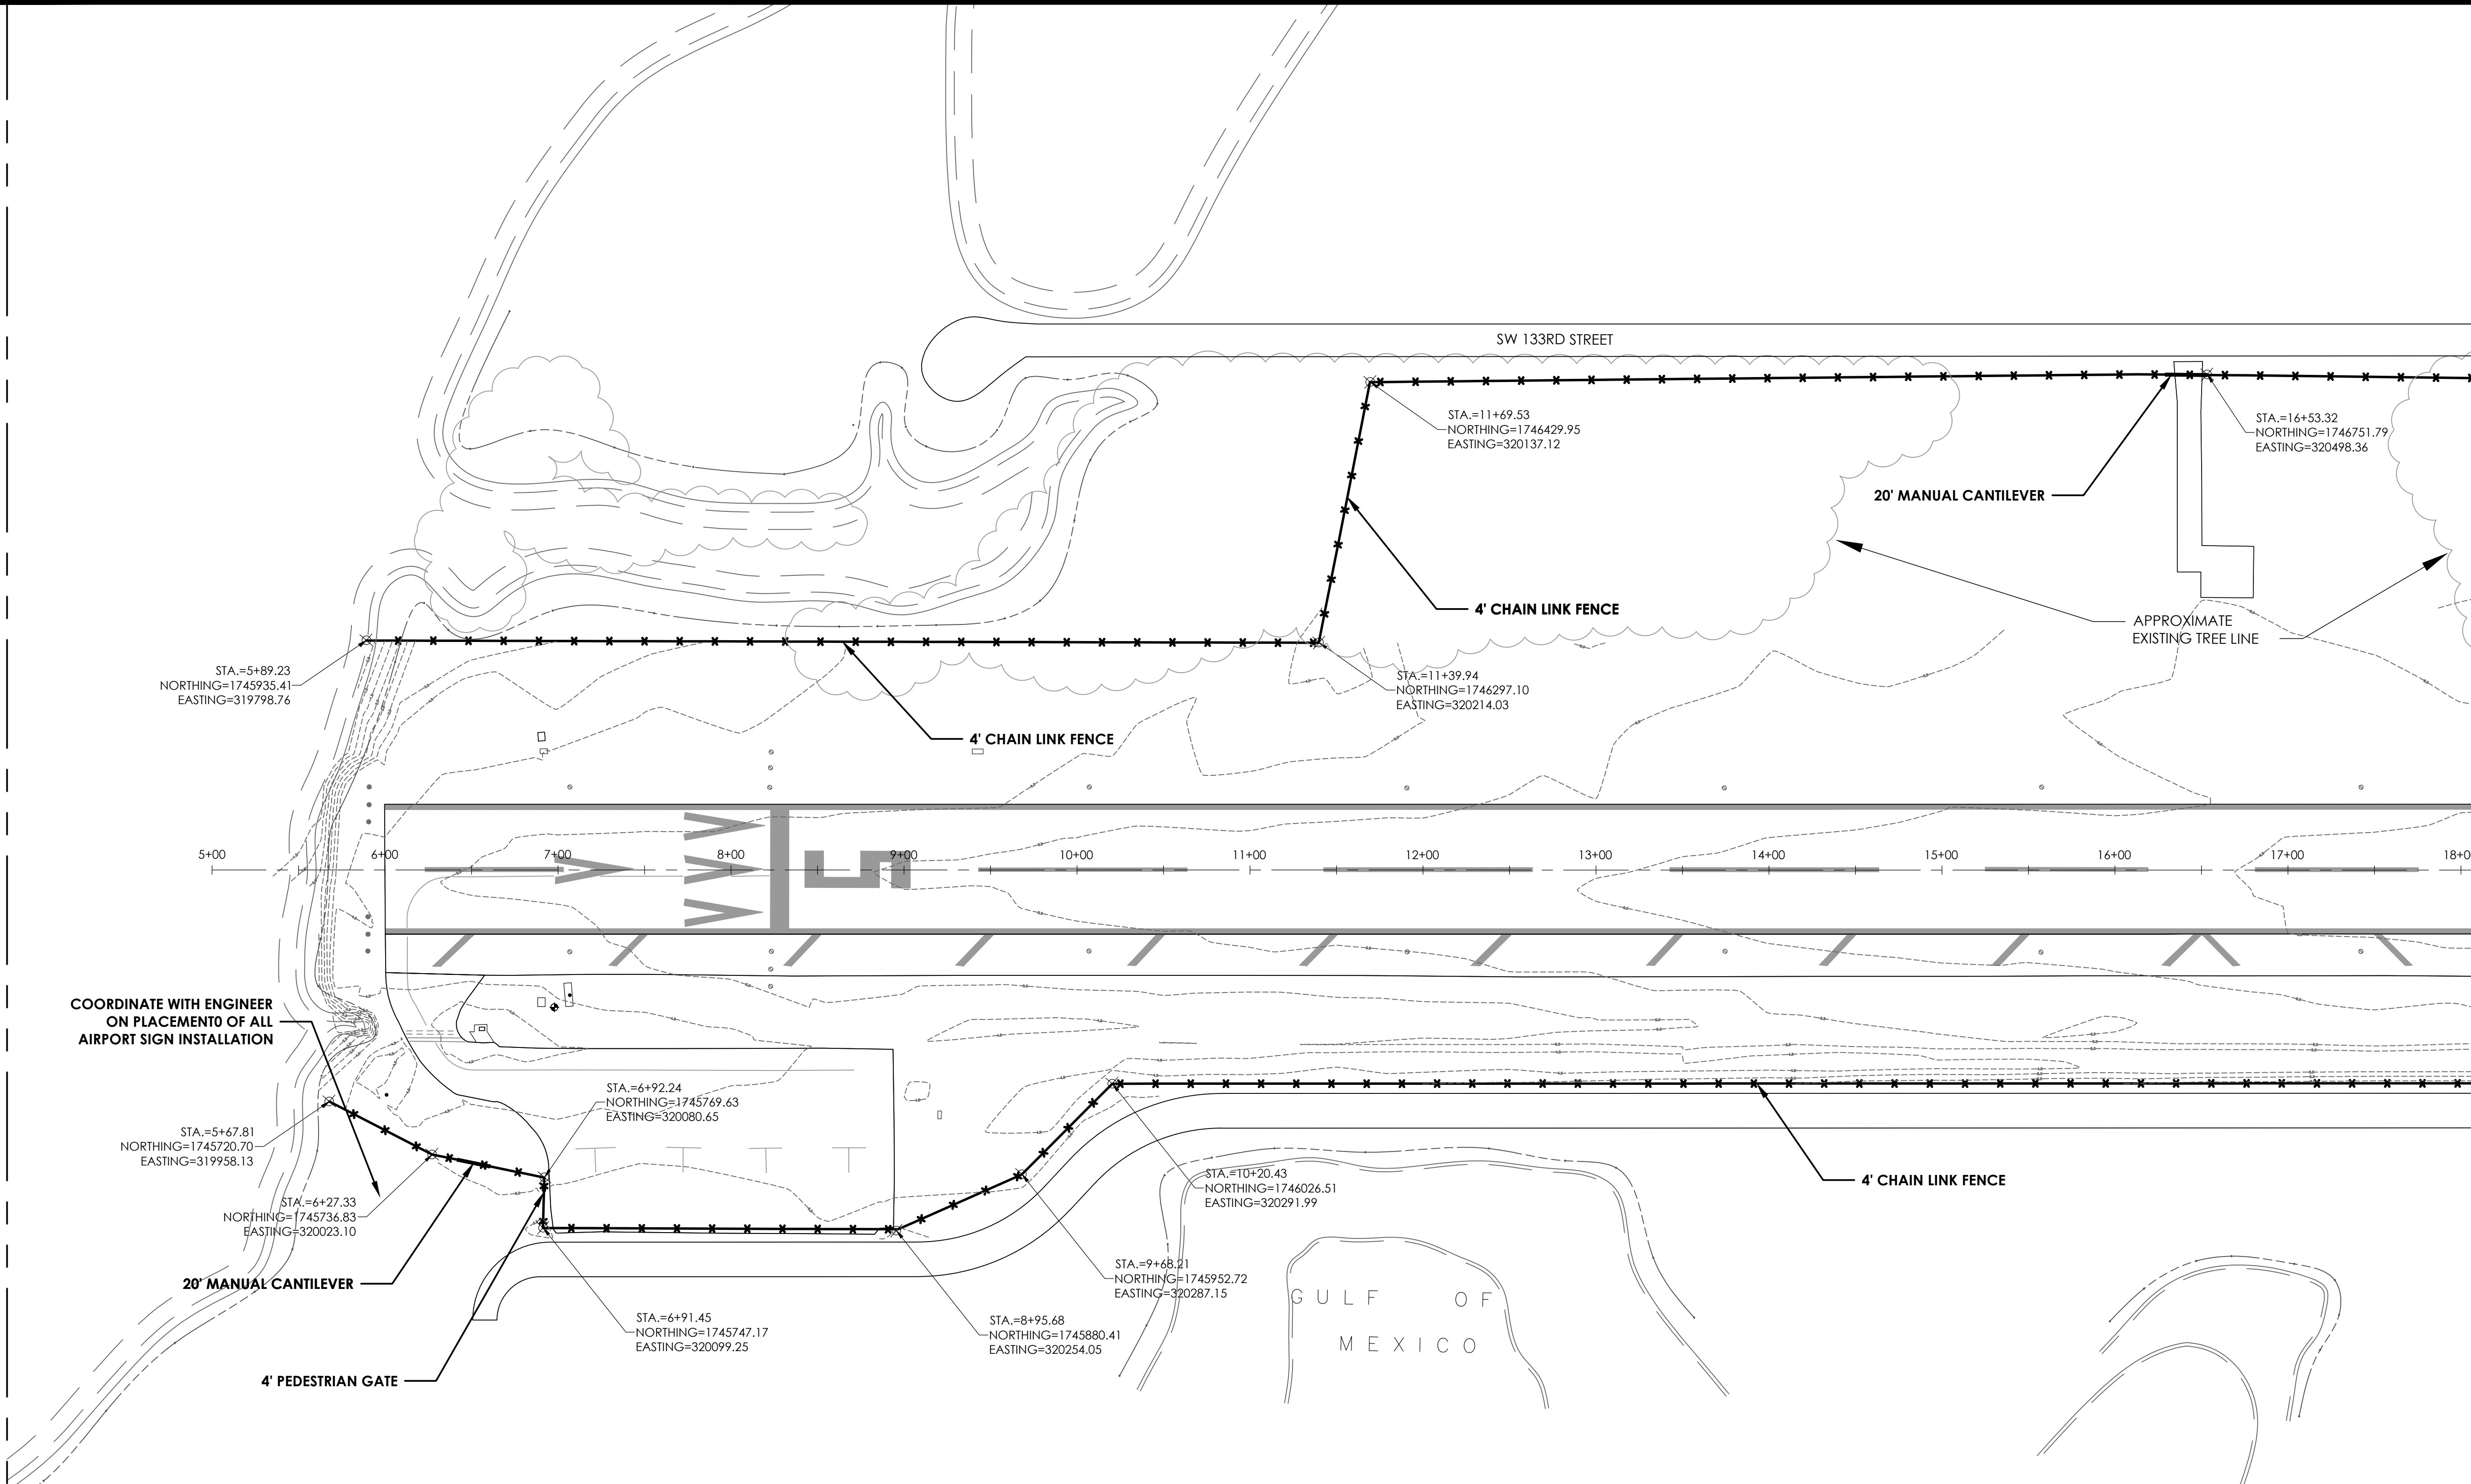 SW 133RD STREET
STA.=11+69.53
NORTHING=1746429.95
EASTING=320137.12
STA.=16+53.32
NORTHING=1746751.79
EASTING=320498.36
20' MANUAL CANTILEVER
4' CHAIN LINK FENCE
APPROXIMATE
EXISTING TREE LINE
STA.=5+89.23
NORTHING=1745935.41
EASTING=319798.76
STA.=11+39.94
NORTHING=1746297.10
EASTING=320214.03
4' CHAIN LINK FENCE
5+00
6+00
7+00
8+00
9+00
10+00
11+00
12+00
13+00
14+00
15+00
16+00
17+00
18+0
5
COORDINATE WITH ENGINEER
ON PLACEMENT0 OF ALL
AIRPORT SIGN INSTALLATION
STA.=6+92.24
NORTHING=1745769.63
EASTING=320080.65
STA.=5+67.81
NORTHING=1745720.70
EASTING=319958.13
STA.=6+27.33
NORTHING=1745736.83
EASTING=320023.10
STA.=10+20.43
NORTHING=1746026.51
EASTING=320291.99
4' CHAIN LINK FENCE
STA.=9+68.21
NORTHING=1745952.72
EASTING=320287.15
20' MANUAL CANTILEVER
STA.=6+91.45
NORTHING=1745747.17
EASTING=320099.25
STA.=8+95.68
NORTHING=1745880.41
EASTING=320254.05
GULF OF
MEXICO
4' PEDESTRIAN GATE